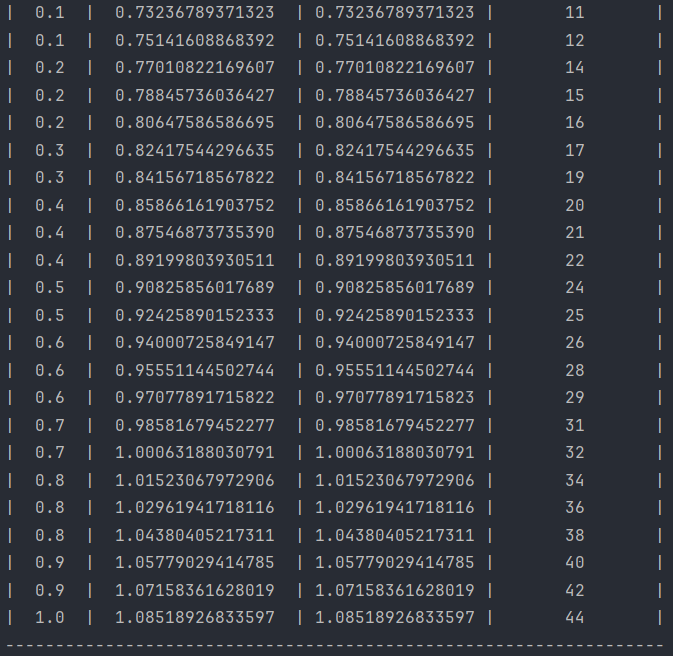 | 0.1 | 0.73236789371323 | 0.73236789371323 | 11 |
| 0.1 | 0.75141608868392 | 0.75141608868392 | 12 |
| 0.2 | 0.77010822169607 | 0.77010822169607 | 14 |
| 0.2 | 0.78845736036427 | 0.78845736036427 | 15 |
| 0.2 | 0.80647586586695 | 0.80647586586695 | 16 |
| 0.3 | 0.82417544296635 | 0.82417544296635 | 17 |
| 0.3 | 0.84156718567822 | 0.84156718567822 | 19 |
| 0.4 | 0.85866161903752 | 0.85866161903752 | 20 |
| 0.4 | 0.87546873735390 | 0.87546873735390 | 21 |
| 0.4 | 0.89199803930511 | 0.89199803930511 | 22 |
| 0.5 | 0.90825856017689 | 0.90825856017689 | 24 |
| 0.5 | 0.92425890152333 | 0.92425890152333 | 25 |
| 0.6 | 0.94000725849147 | 0.94000725849147 | 26 |
| 0.6 | 0.95551144502744 | 0.95551144502744 | 28 |
| 0.6 | 0.97077891715822 | 0.97077891715823 | 29 |
| 0.7 | 0.98581679452277 | 0.98581679452277 | 31 |
| 0.7 | 1.00063188030791 | 1.00063188030791 | 32 |
| 0.8 | 1.01523067972906 | 1.01523067972906 | 34 |
| 0.8 | 1.02961941718116 | 1.02961941718116 | 36 |
| 0.8 | 1.04380405217311 | 1.04380405217311 | 38 |
| 0.9 | 1.05779029414785 | 1.05779029414785 | 40 |
| 0.9 | 1.07158361628019 | 1.07158361628019 | 42 |
| 1.0 | 1.08518926833597 | 1.08518926833597 | 44 |
------------------------------------------------------------------